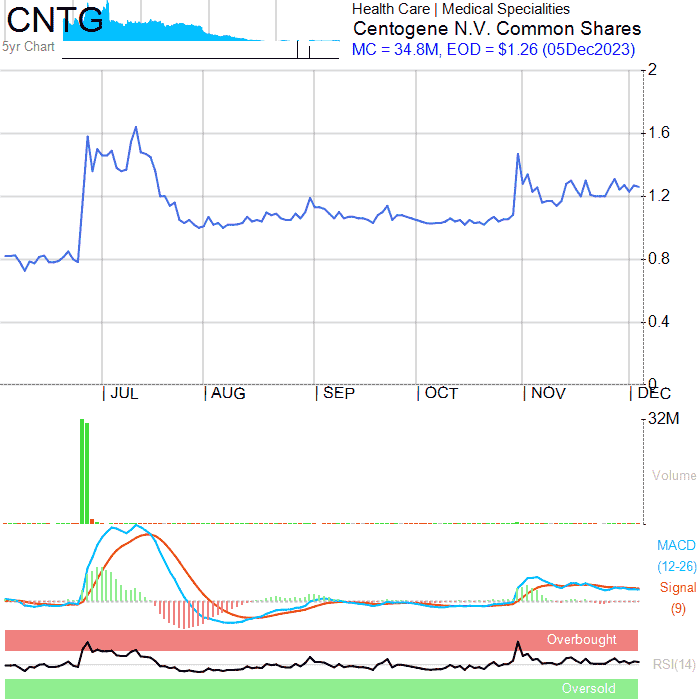 CNTG
5yr Chart
Health Care | Medical Specialities
Centogene N.V. Common Shares
MC = 34.8M, EOD = $1.26 (05Dec2023)
2
1.6
1.2
0.8
0.4
0
| JUL | AUG | SEP | OCT | NOV | DEC
32M
Volume
MACD
(12-26)
Signal
(9)
Overbought
RSI(14)
Oversold